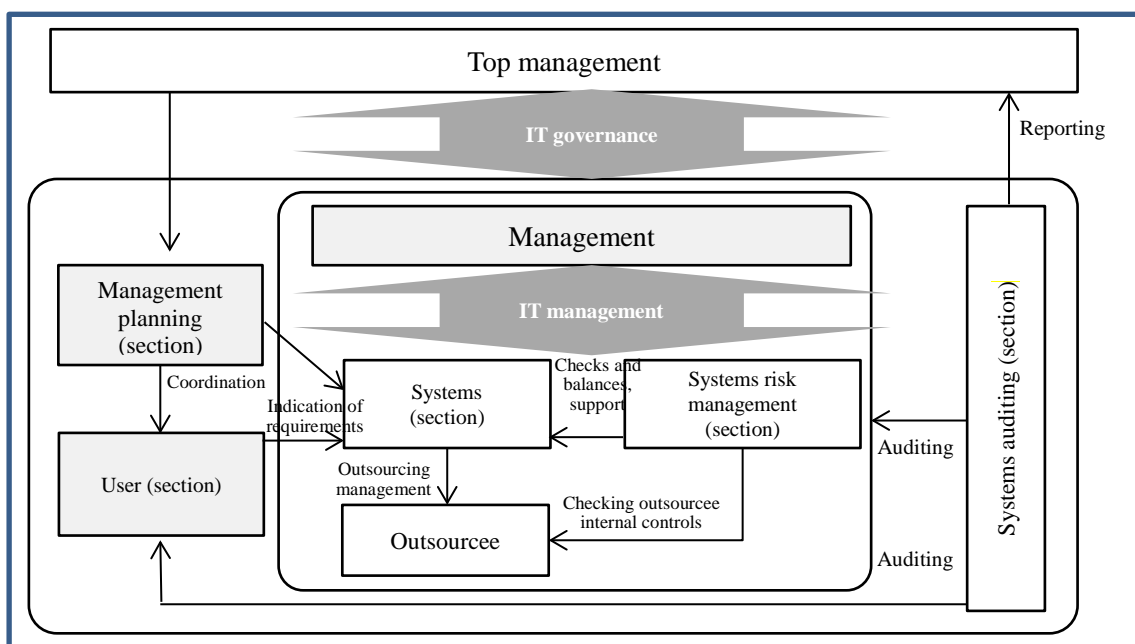 Top management
IT governance
Reporting
Management
Management
planning
(section)
IT management
Coordination
Indication of
requirements
Systems
(section)
Checks and
balances,
support
Systems risk
management
(section)
User (section)
Outsourcing
management
Outsourcee
Checking outsourcee
internal controls
Auditing
Auditing
Systems auditing (section)